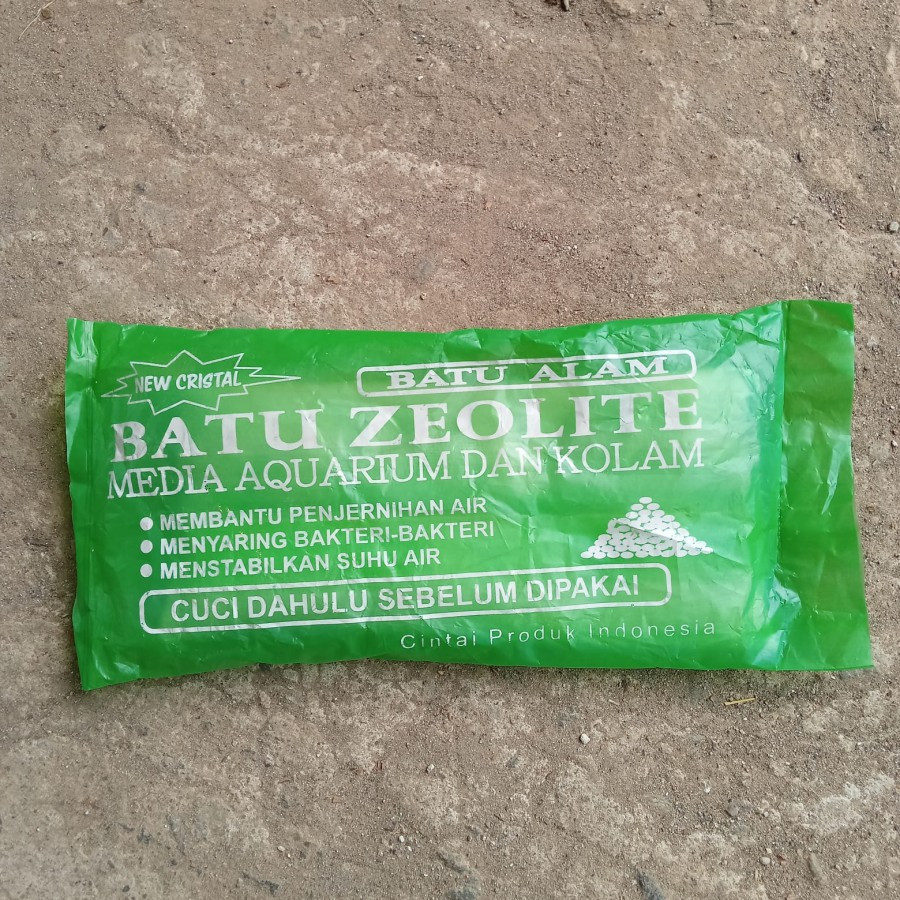 NEW CRISTAL
BATU ALAM
BATU ZEOLITE
MEDIA AQUARIUM DAN KOLAM
• MEMBANTU PENJERNIHAN AIR
• MENYARING BAKTERI-BAKTERI
• MENSTABILKAN SUHU AIR
CUCI DAHULU SEBELUM DIPAKAI
Cintai Produk Indonesia